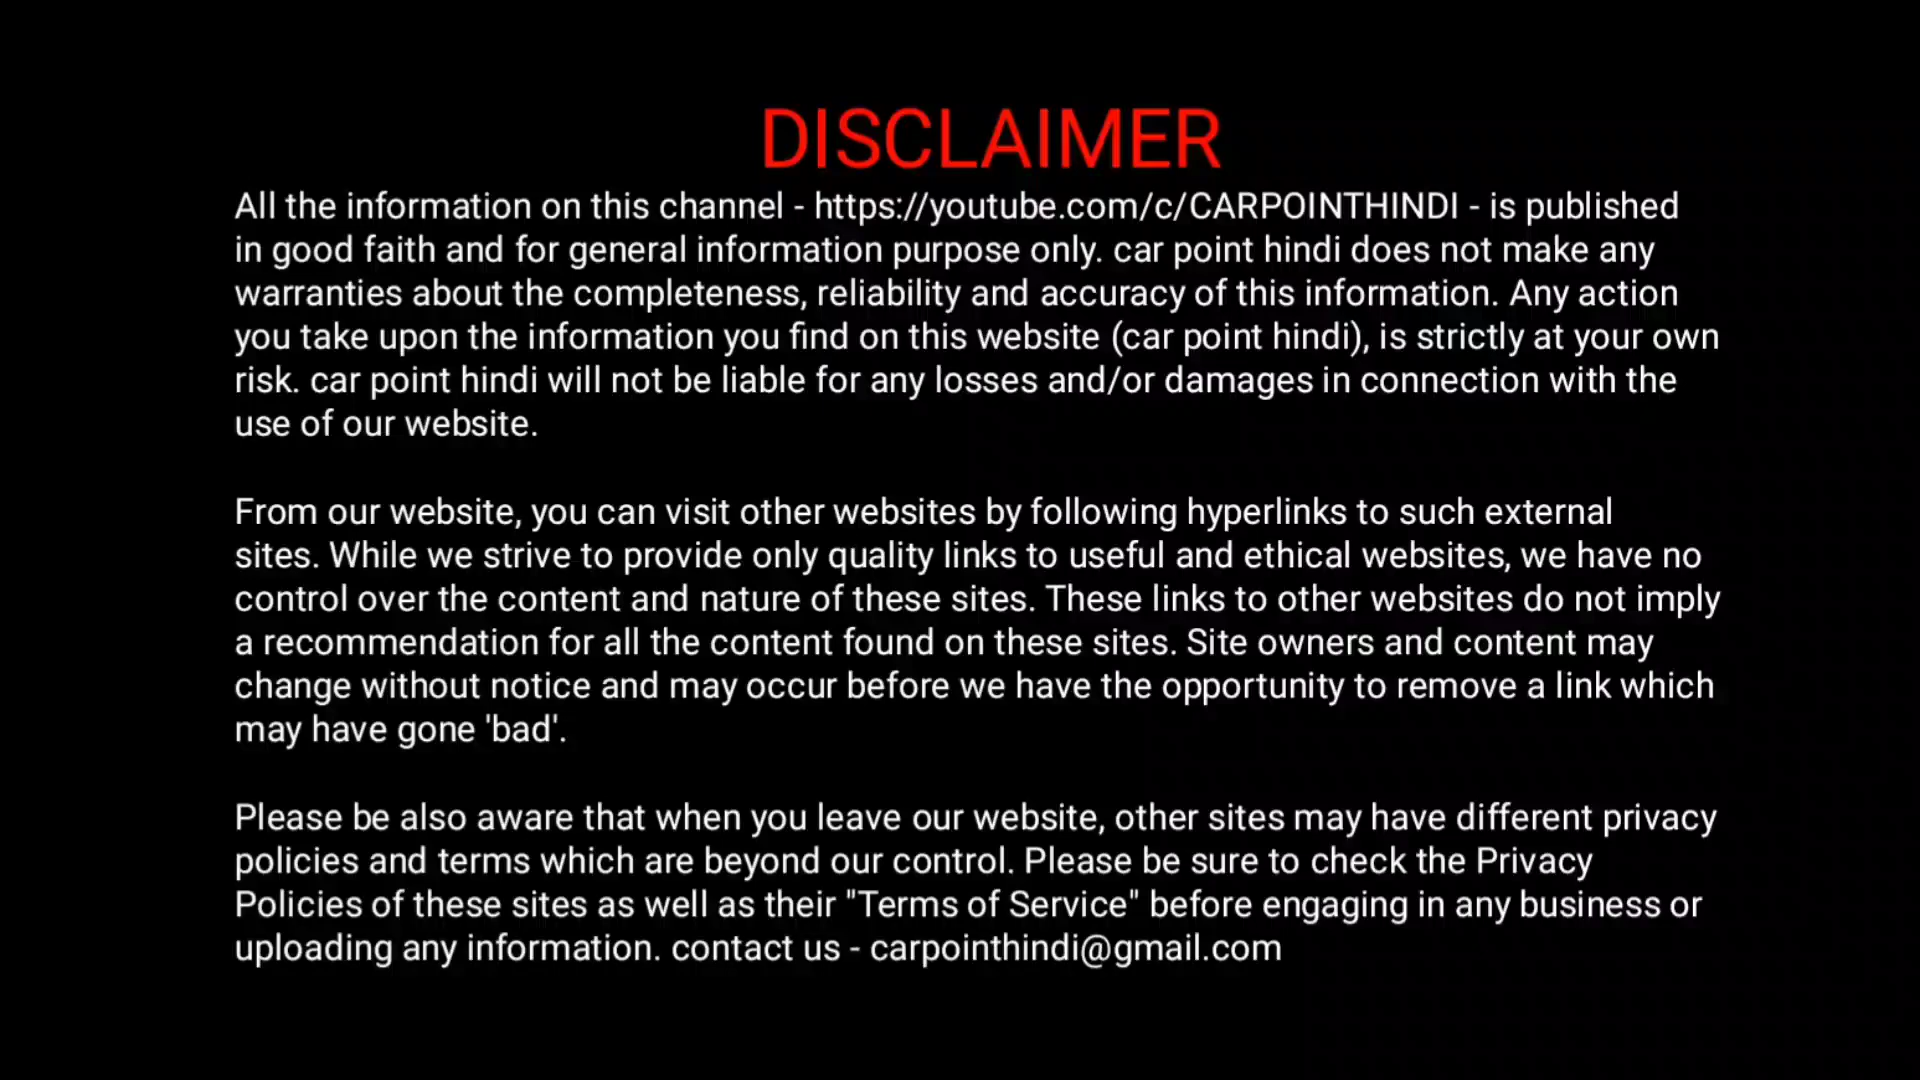 DISCLAIMER
All the information on this channel - https://youtube.com/c/CARPOINTHINDI - is published
in good faith and for general information purpose only. car point hindi does not make any
warranties about the completeness, reliability and accuracy of this information. Any action
you take upon the information you find on this website (car point hindi), is strictly at your own
risk. car point hindi will not be liable for any losses and/or damages in connection with the
use of our website.
From our website, you can visit other websites by following hyperlinks to such external
sites. While we strive to provide only quality links to useful and ethical websites, we have no
control over the content and nature of these sites. These links to other websites do not imply
a recommendation for all the content found on these sites. Site owners and content may
change without notice and may occur before we have the opportunity to remove a link which
may have gone 'bad'.
Please be also aware that when you leave our website, other sites may have different privacy
policies and terms which are beyond our control. Please be sure to check the Privacy
Policies of these sites as well as their "Terms of Service" before engaging in any business or
uploading any information. contact us - carpointhindi@gmail.com